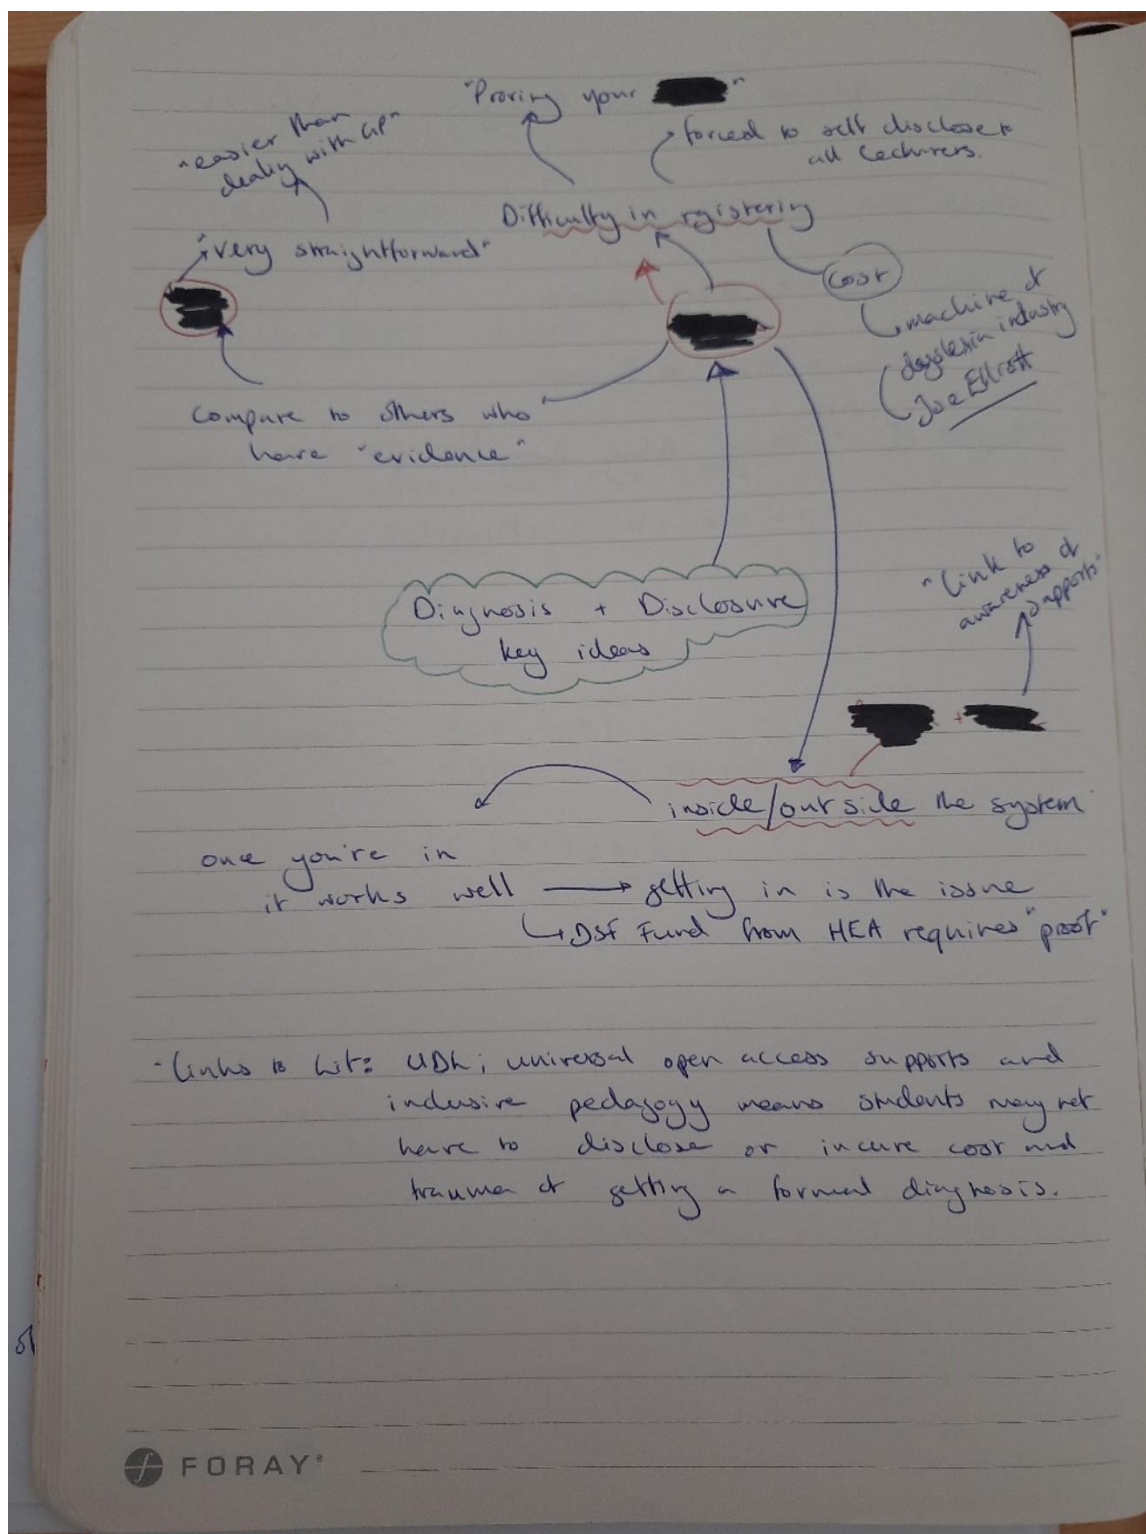 "Proving your
"
"easier than
dealing with GP"
forced to self disclose to
all lecturers.
Difficulty in rgistering
"very straightforward"
Cost
machine of
dyslexia industry
Joe Elliott
Compare to others who
have "evidence"
Diagnosis + Disclosure
key ideas
"Link to
awareness of
supports"
+
inside/outside the system
once you're in
it works well → getting in is the issue
DSF Fund from HEA requires "proof"
- Links to Lit: UDL; universal open access supports and
inclusive pedagogy means students may not
have to disclose or incure cost and
trauma of getting a formal diagnosis.
FORAY